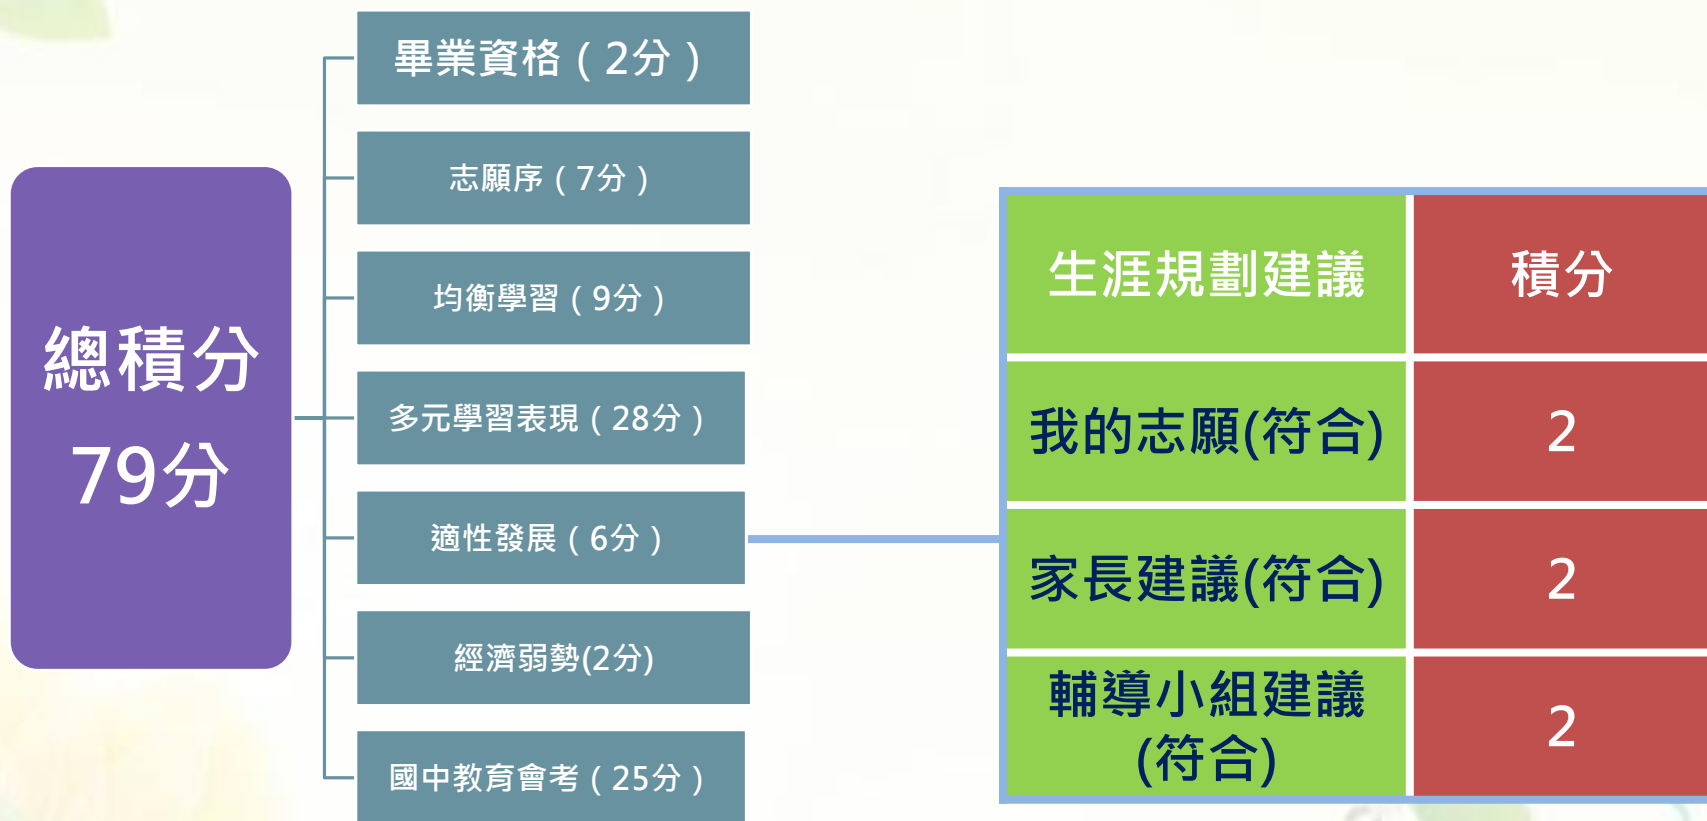 總積分
79分
畢業資格（2分）
志願序（7分）
均衡學習（9分）
多元學習表現（28分）
適性發展（6分）
經濟弱勢(2分)
國中教育會考（25分）
生涯規劃建議 積分
我的志願(符合) 2
家長建議(符合) 2
輔導小組建議
(符合) 2